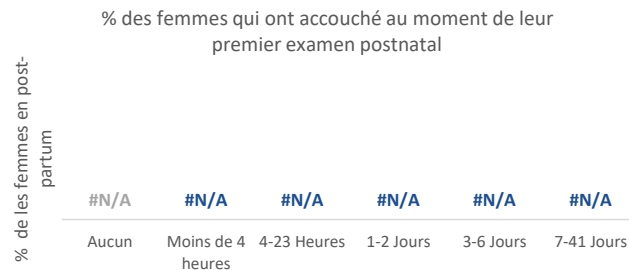 % des femmes qui ont accouché au moment de leur
premier examen postnatal
% de les femmes en post-
partum
#N/A #N/A #N/A #N/A #N/A #N/A
Aucun Moins de 4 4-23 Heures 1-2 Jours 3-6 Jours 7-41 Jours
heures